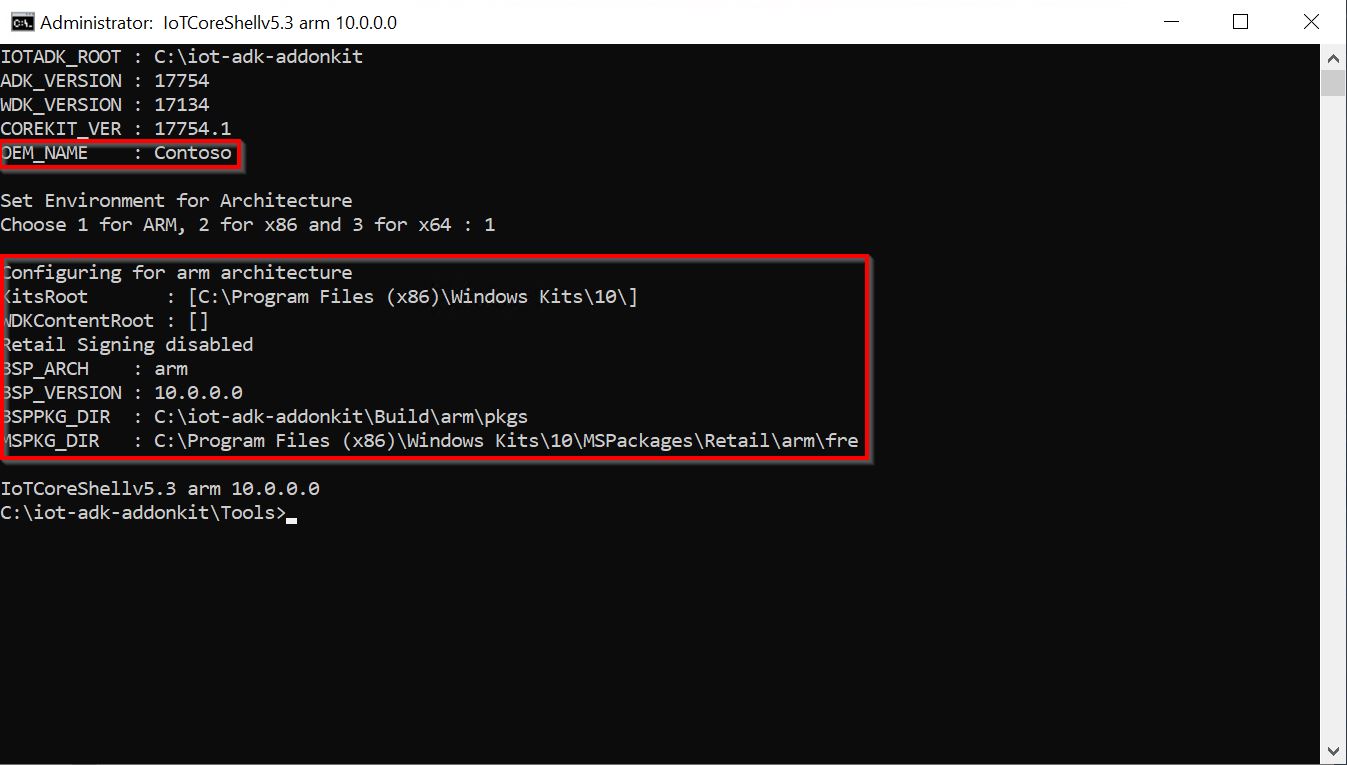 Administrator: IoTCoreShellv5.3 arm 10.0.0.0
IOTADK_ROOT : C:\iot-adk-addonkit
ADK_VERSION : 17754
WDK_VERSION : 17134
COREKIT_VER : 17754.1
OEM_NAME    : Contoso
Set Environment for Architecture
Choose 1 for ARM, 2 for x86 and 3 for x64 : 1
Configuring for arm architecture
KitsRoot       : [C:\Program Files (x86)\Windows Kits\10\]
WDKContentRoot : []
Retail Signing disabled
BSP_ARCH    : arm
BSP_VERSION : 10.0.0.0
BSPPKG_DIR  : C:\iot-adk-addonkit\Build\arm\pkgs
MSPKG_DIR   : C:\Program Files (x86)\Windows Kits\10\MSPackages\Retail\arm\fre
IoTCoreShellv5.3 arm 10.0.0.0
C:\iot-adk-addonkit\Tools>